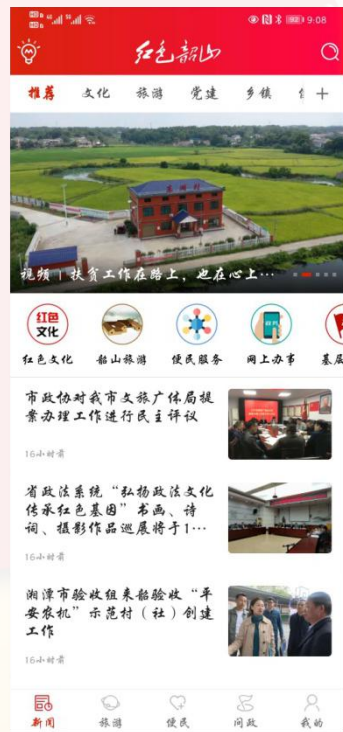 9:08
红色韶山
推荐 文化 旅游 党建 乡镇 +
视频 | 扶贫工作在路上，也在心上…
红色
文化
红色文化 韶山旅游 便民服务 网上办事 基层
市政协对我市文旅广体局提
案办理工作进行民主评议
16小时前
省政法系统“弘扬政法文化
传承红色基因”书画、诗
词、摄影作品巡展将于1…
16小时前
湘潭市验收组来韶验收“平
安农机”示范村（社）创建
工作
16小时前
新闻 旅游 便民 问政 我的